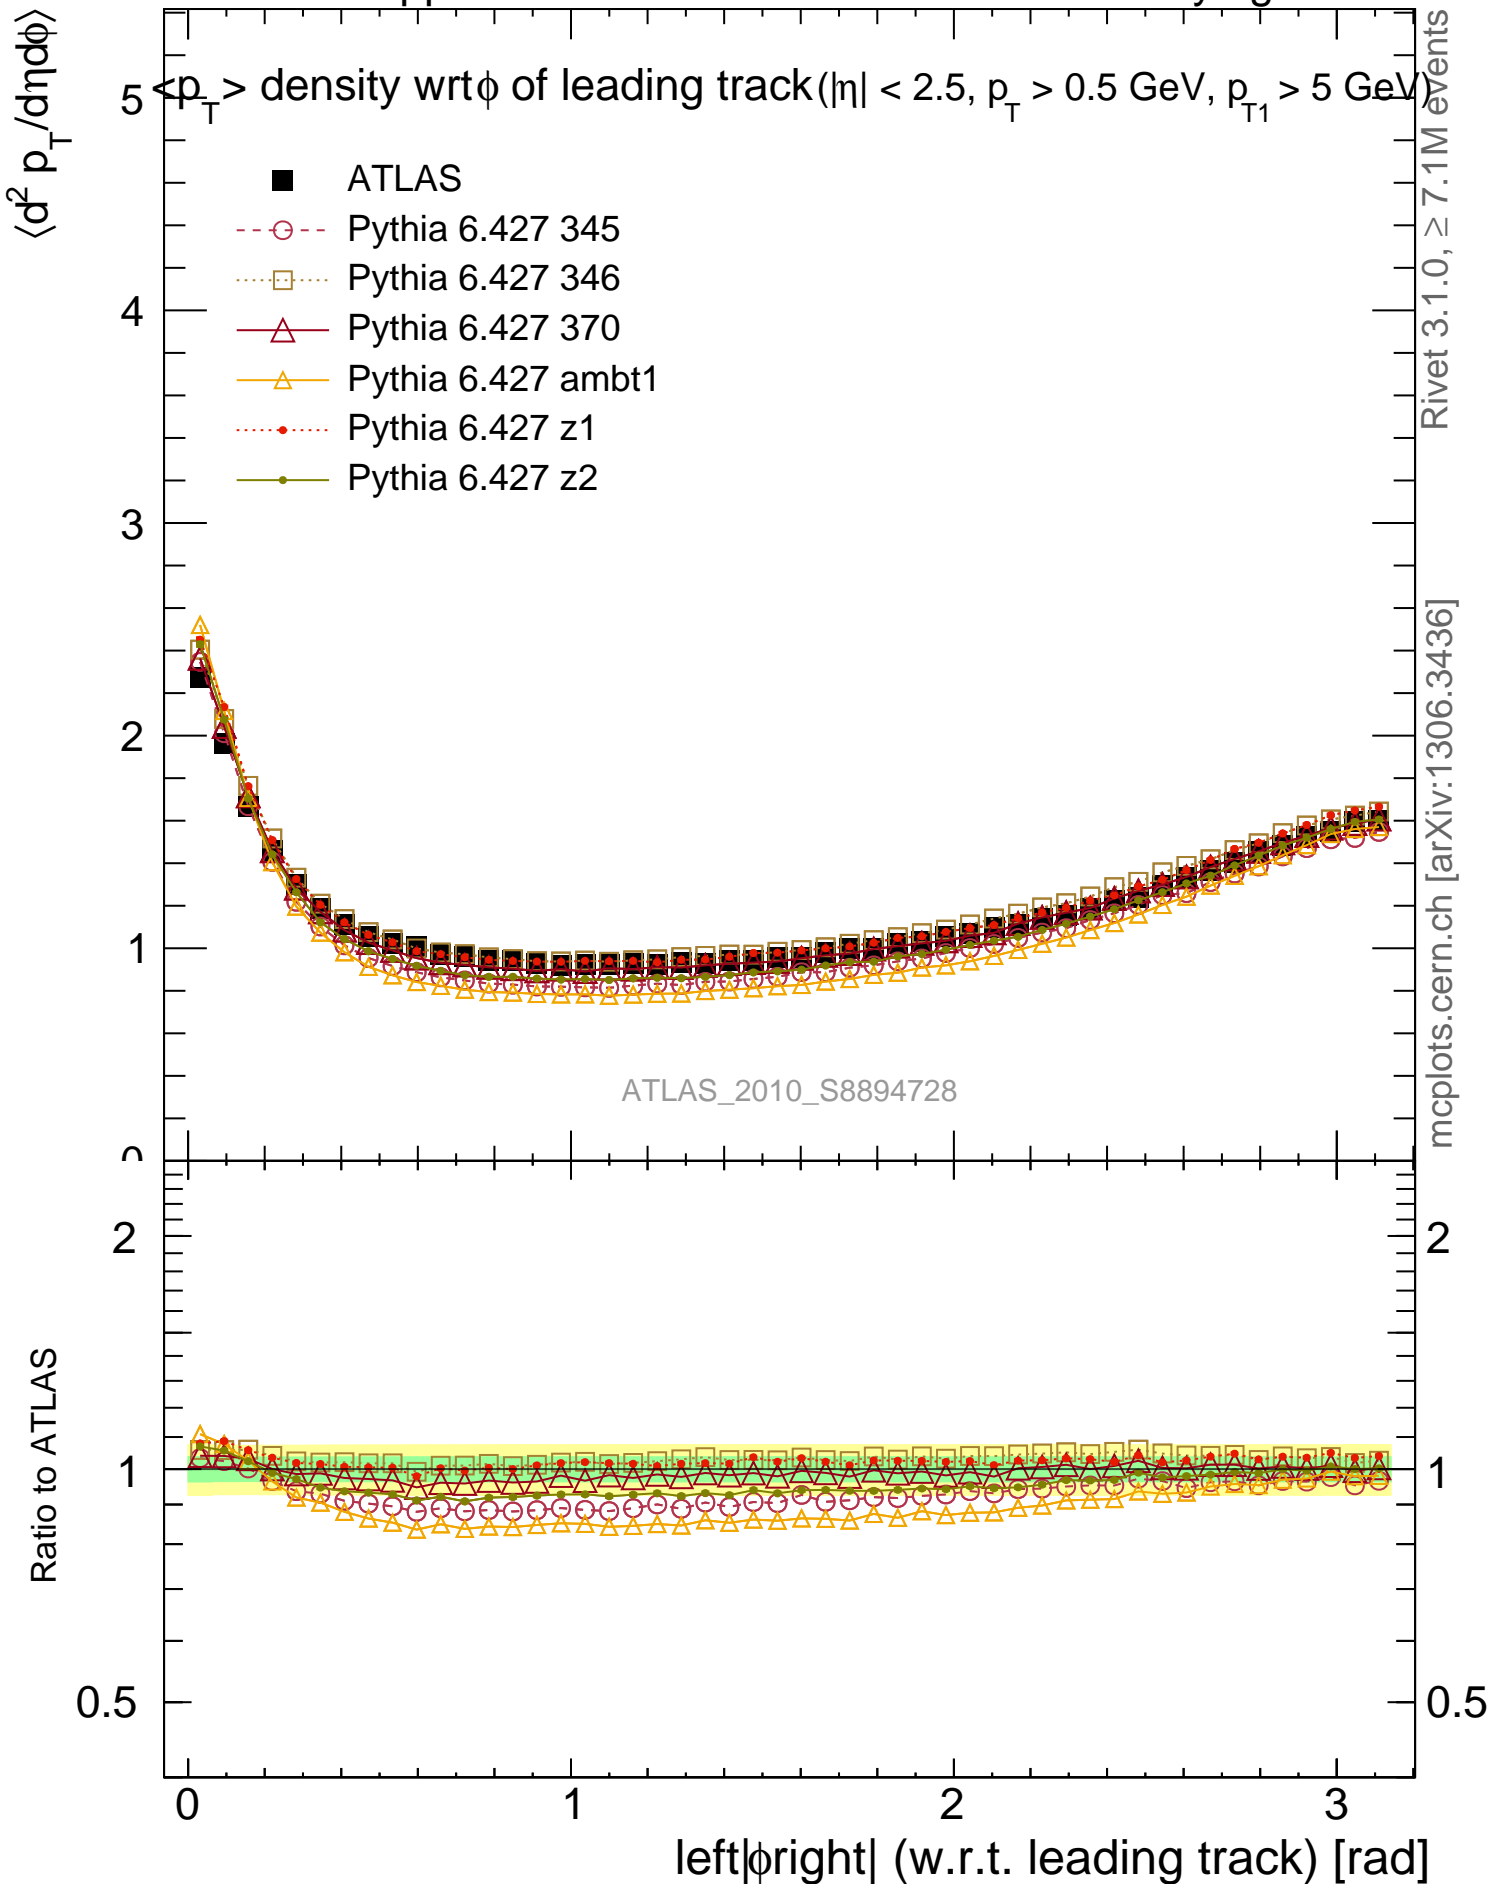 ⟨d² p_T/dηdϕ⟩
<p_T> density wrtϕ of leading track(|η| < 2.5, p_T > 0.5 GeV, p_T1 > 5 GeV)
ATLAS
Pythia 6.427 345
Pythia 6.427 346
Pythia 6.427 370
Pythia 6.427 ambt1
Pythia 6.427 z1
Pythia 6.427 z2
5
4
3
2
1
0
ATLAS_2010_S8894728
Rivet 3.1.0, ≥ 7.1M events
mcplots.cern.ch [arXiv:1306.3436]
Ratio to ATLAS
2
1
0.5
2
1
0.5
0 1 2 3
left|ϕright| (w.r.t. leading track) [rad]